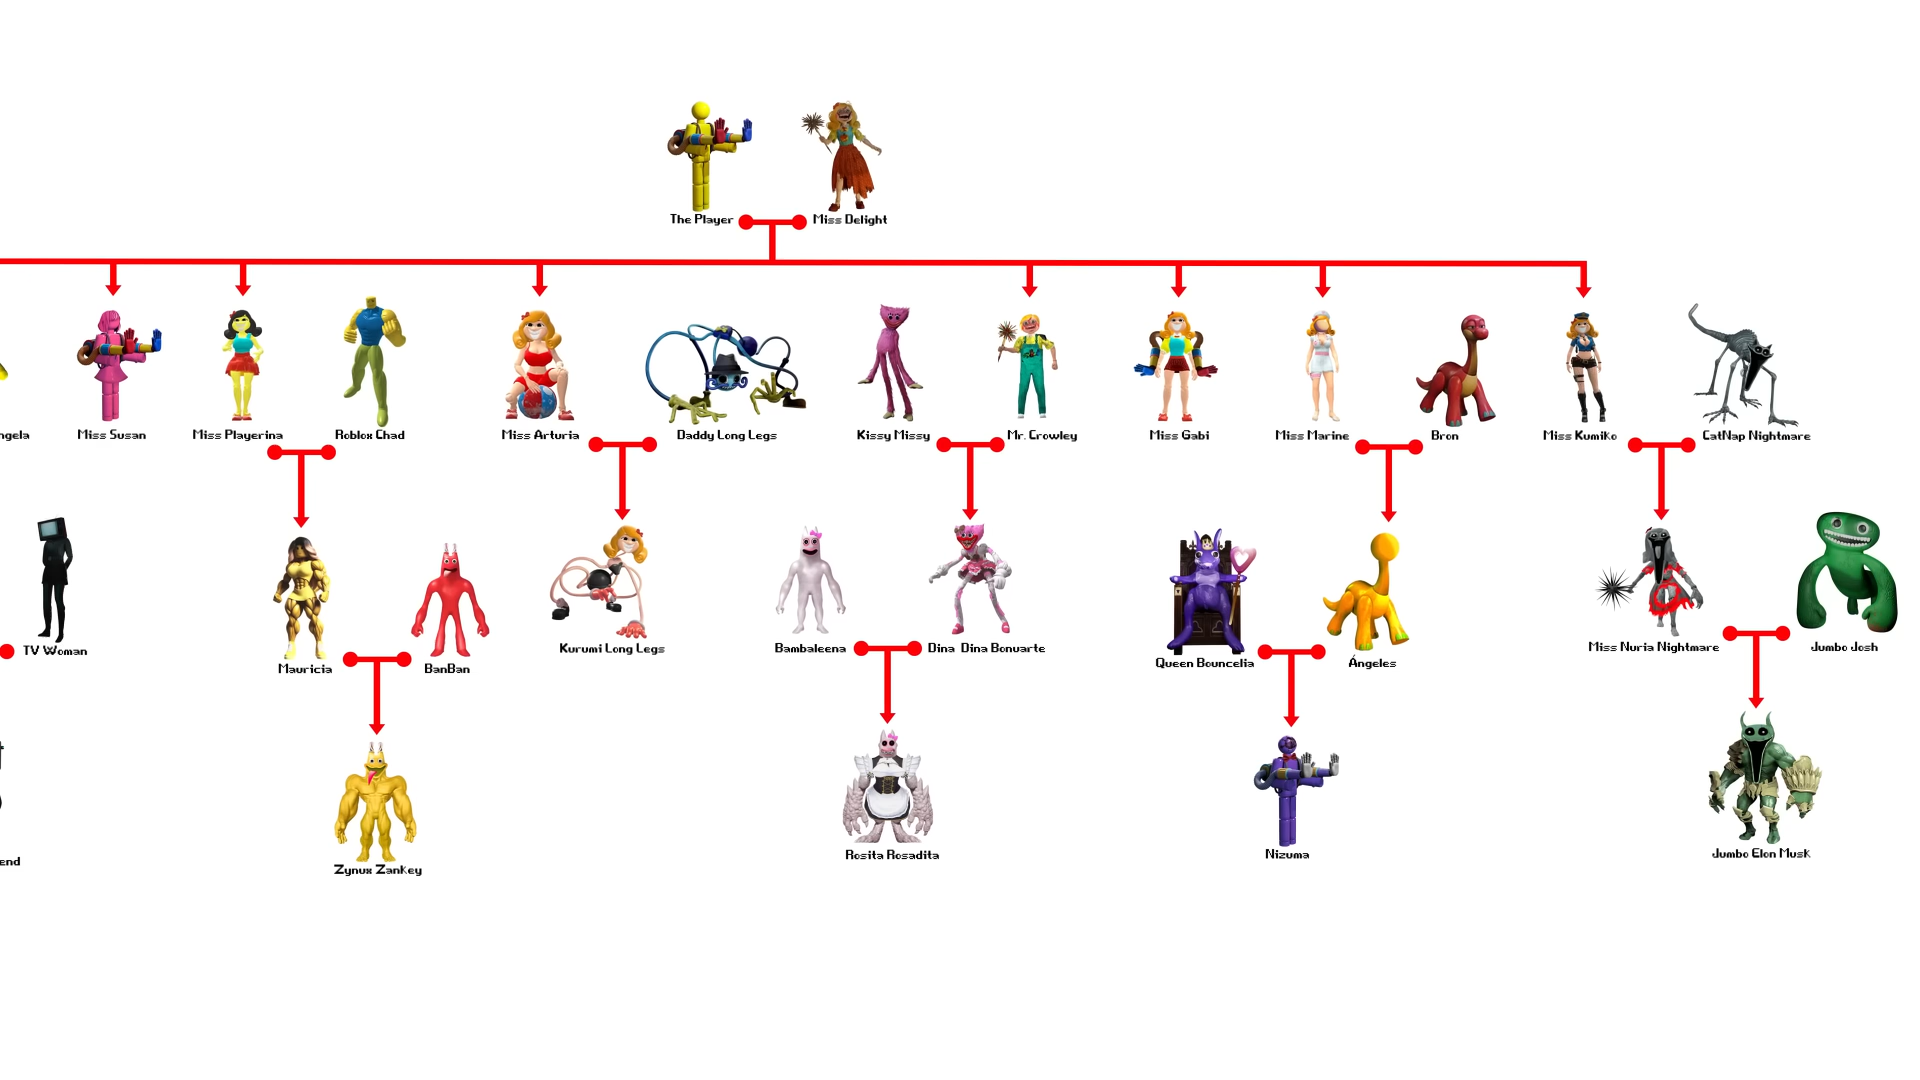 The Player
Miss Delight
ngela
Miss Susan
Miss Playerina
Roblox Chad
Miss Arturia
Daddy Long Legs
Kissy Missy
Mr. Crowley
Miss Gabi
Miss Marine
Bron
Miss Kumiko
CatNap Nightmare
TV Woman
Mauricia
BanBan
Kurumi Long Legs
Bambaleena
Dina Dina Bonuarte
Queen Bouncelia
Ángeles
Miss Nuria Nightmare
Jumbo Josh
end
Zynux Zankey
Rosita Rosadita
Nizuma
Jumbo Elon Musk